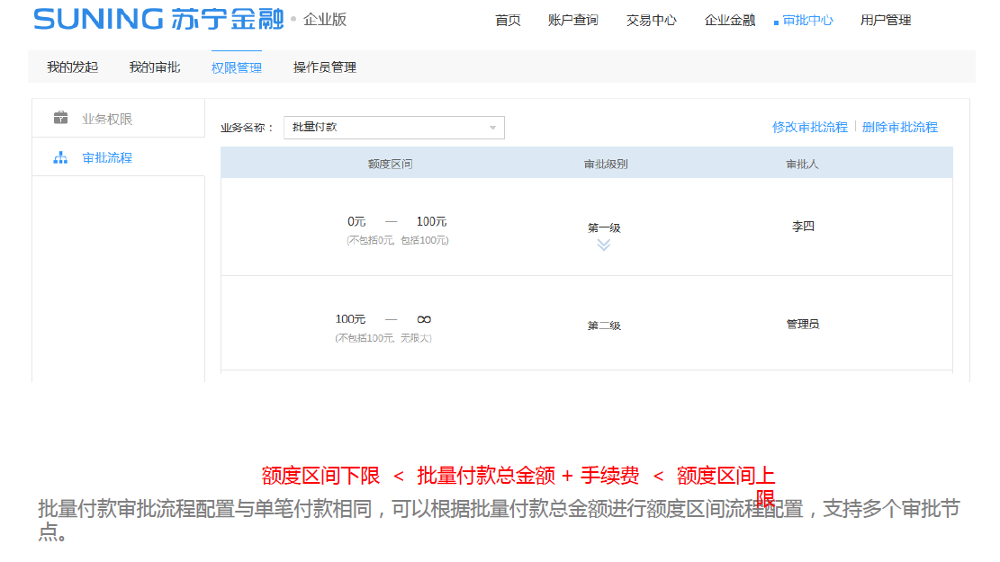 SUNING 苏宁金融 • 企业版
首页 账户查询 交易中心 企业金融 审批中心 用户管理
我的发起 我的审批 权限管理 操作员管理
业务权限
审批流程
业务名称： 批量付款
修改审批流程 删除审批流程
额度区间 审批级别 审批人
0元 — 100元 第一级 李四
(不包括0元, 包括100元)
100元 — ∞ 第二级 管理员
(不包括100元, 无限大)
额度区间下限 < 批量付款总金额 + 手续费 < 额度区间上
限
批量付款审批流程配置与单笔付款相同，可以根据批量付款总金额进行额度区间流程配置，支持多个审批节
点。